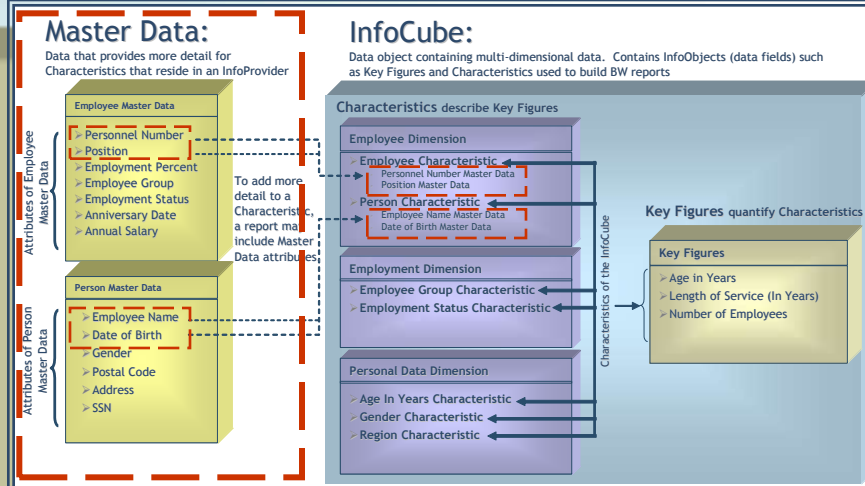 Master Data:
Data that provides more detail for
Characteristics that reside in an InfoProvider
Employee Master Data
Personnel Number
Position
Employment Percent
Employee Group
Employment Status
Anniversary Date
Annual Salary
Attributes of Employee
Master Data
Person Master Data
Employee Name
Date of Birth
Gender
Postal Code
Address
SSN
Attributes of Person
Master Data
To add more
detail to a
Characteristic,
a report may
include Master
Data attributes
InfoCube:
Data object containing multi-dimensional data. Contains InfoObjects (data fields) such
as Key Figures and Characteristics used to build BW reports
Characteristics describe Key Figures
Employee Dimension
Employee Characteristic
Personnel Number Master Data
Position Master Data
Person Characteristic
Employee Name Master Data
Date of Birth Master Data
Employment Dimension
Employee Group Characteristic
Employment Status Characteristic
Personal Data Dimension
Age In Years Characteristic
Gender Characteristic
Region Characteristic
Characteristics of the InfoCube
Key Figures quantify Characteristics
Key Figures
Age in Years
Length of Service (In Years)
Number of Employees